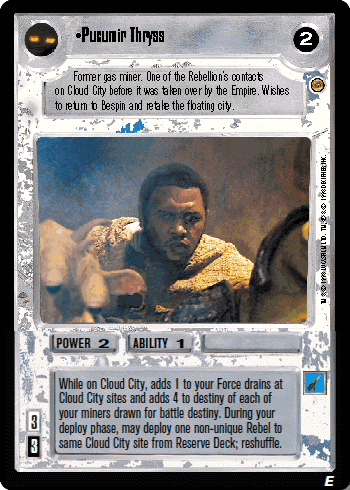 •Pucumir Thryss
2
Former gas miner. One of the Rebellion's contacts
on Cloud City before it was taken over by the Empire. Wishes
to return to Bespin and retake the floating city.
POWER 2 ABILITY 1
While on Cloud City, adds 1 to your Force drains at
Cloud City sites and adds 4 to destiny of each of
your miners drawn for battle destiny. During your
deploy phase, may deploy one non-unique Rebel to
same Cloud City site from Reserve Deck; reshuffle.
3
3
E